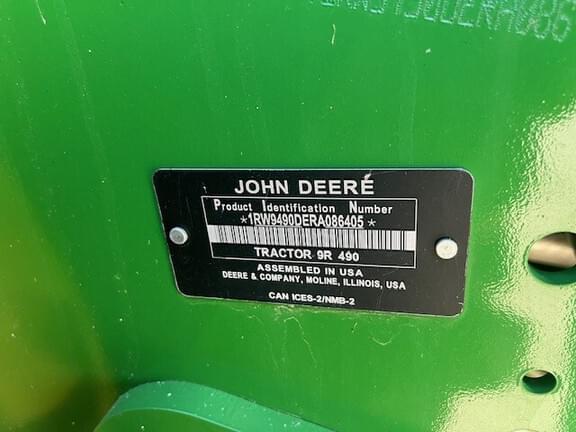 JOHN DEERE
Product Identification Number
*1RW9490DERA086405*
TRACTOR 9R 490
ASSEMBLED IN USA
DEERE & COMPANY, MOLINE, ILLINOIS, USA
CAN ICES-2/NMB-2